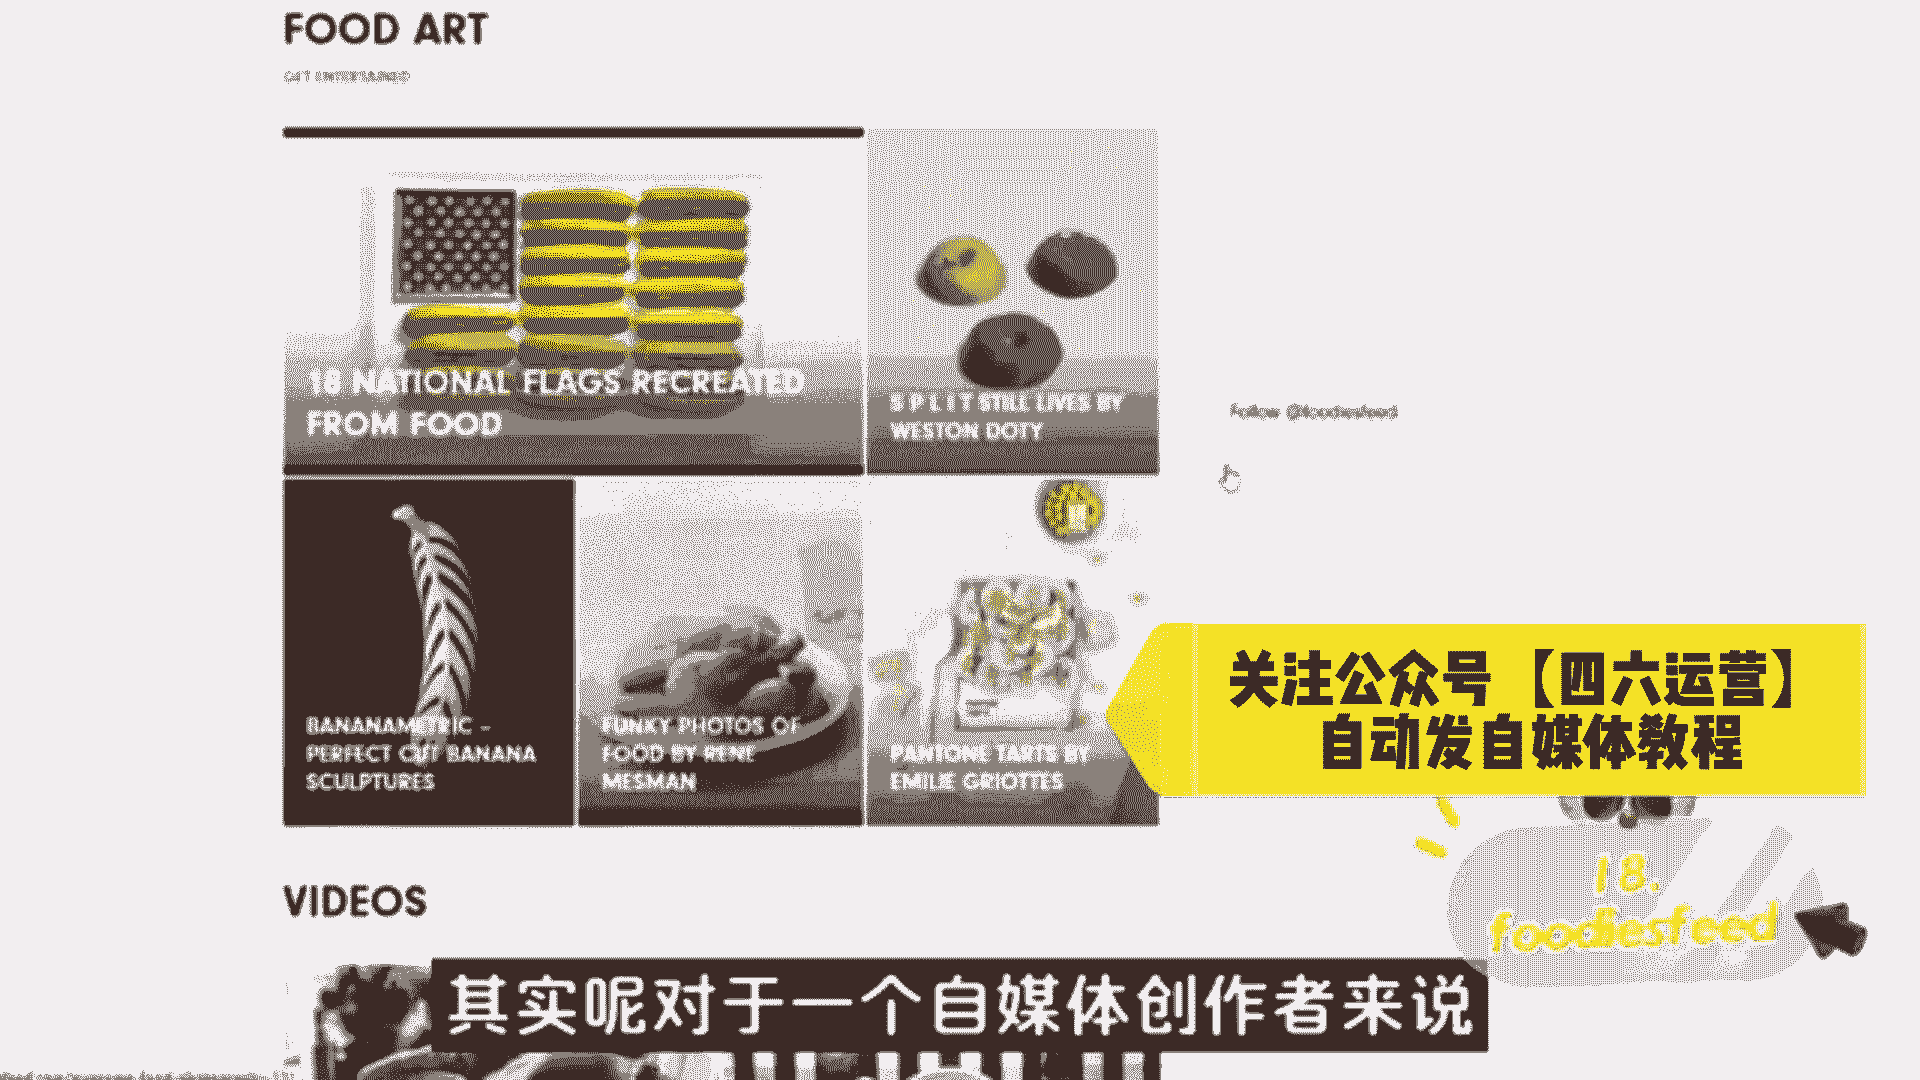 FOOD ART
GET ENTERTAINED
18 NATIONAL FLAGS RECREATED
FROM FOOD
S P L I T STILL LIVES BY
WESTON DOTY
Follow @foodiesfeed
BANANAMETRIC –
PERFECT CUT BANANA
SCULPTURES
FUNKY PHOTOS OF
FOOD BY RENE
MESMAN
PANTONE TARTS BY
EMILIE GRIOTTES
关注公众号【四六运营】
自动发自媒体教程
18.
foodiesfeed
VIDEOS
其实呢对于一个自媒体创作者来说